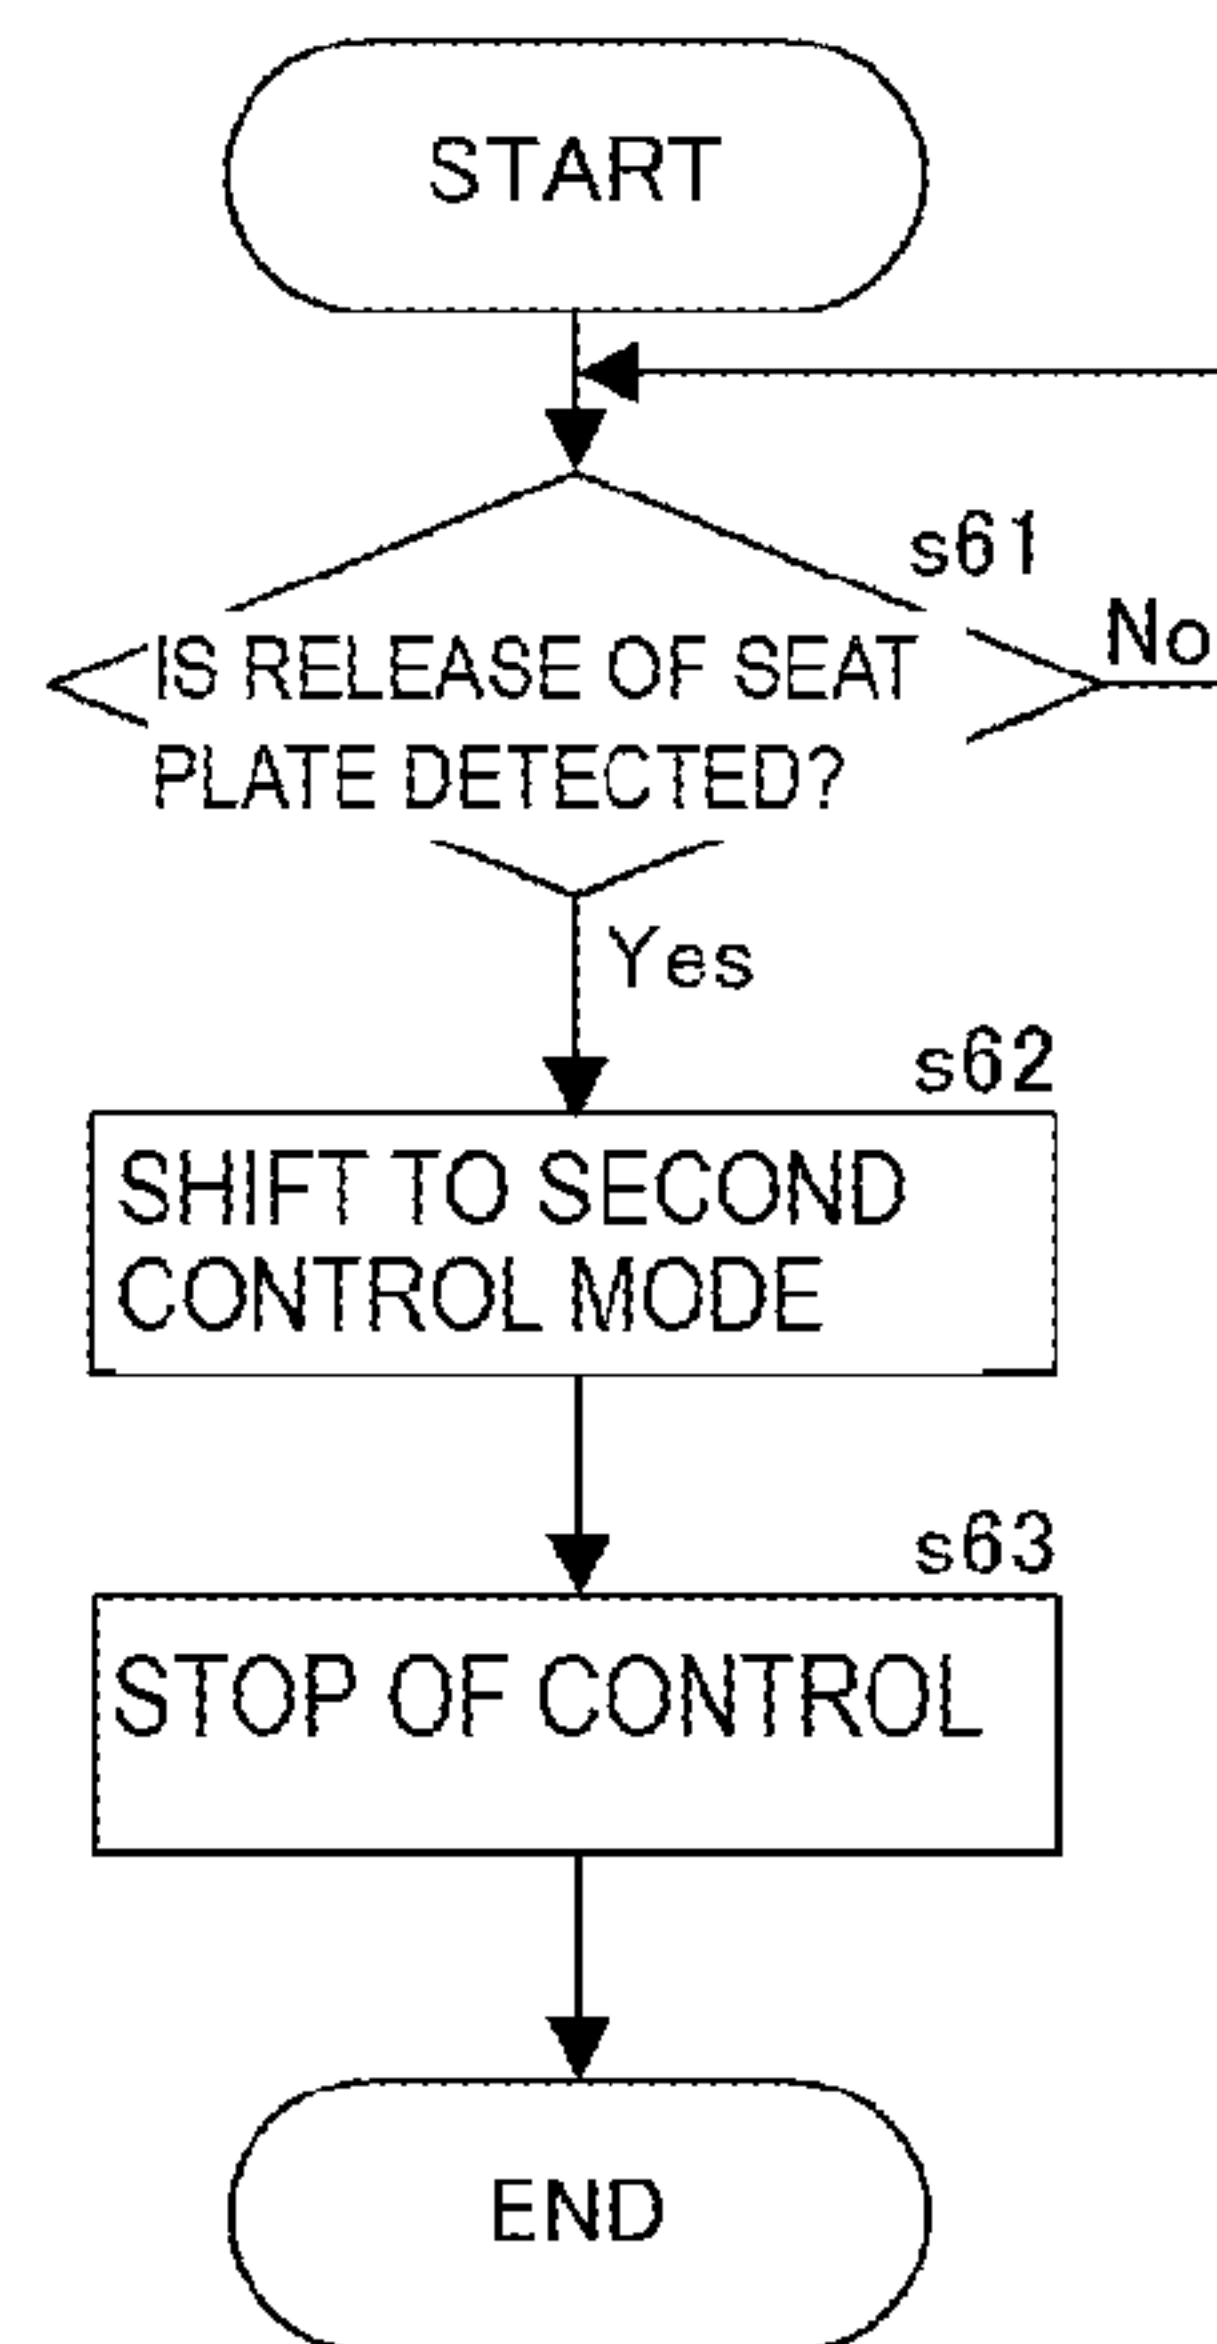 START
s61
No
IS RELEASE OF SEAT
PLATE DETECTED?
Yes
s62
SHIFT TO SECOND
CONTROL MODE
s63
STOP OF CONTROL
END